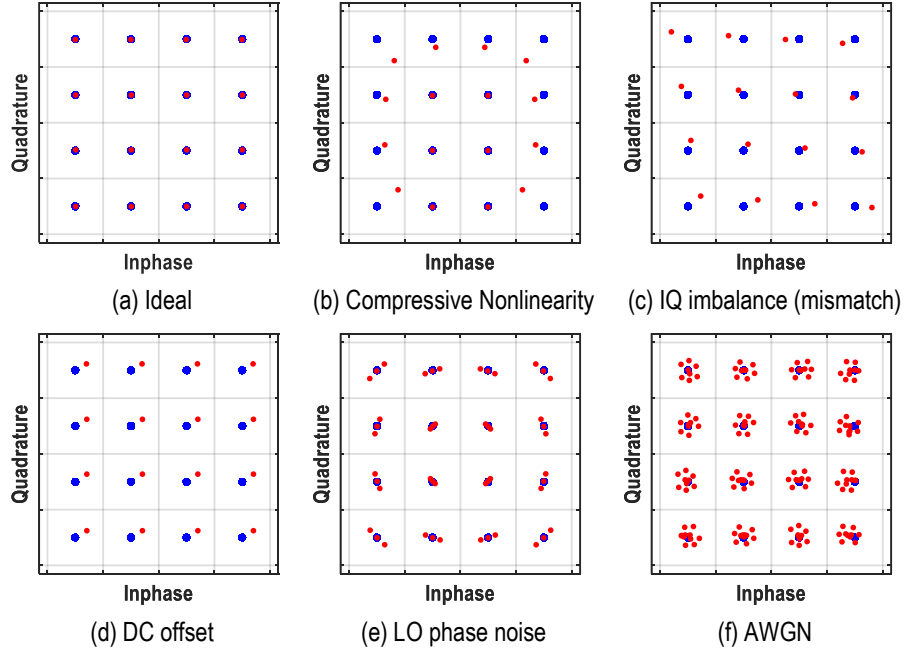 Quadrature
Inphase
(a) Ideal
Quadrature
Inphase
(b) Compressive Nonlinearity
Quadrature
Inphase
(c) IQ imbalance (mismatch)
Quadrature
Inphase
(d) DC offset
Quadrature
Inphase
(e) LO phase noise
Quadrature
Inphase
(f) AWGN